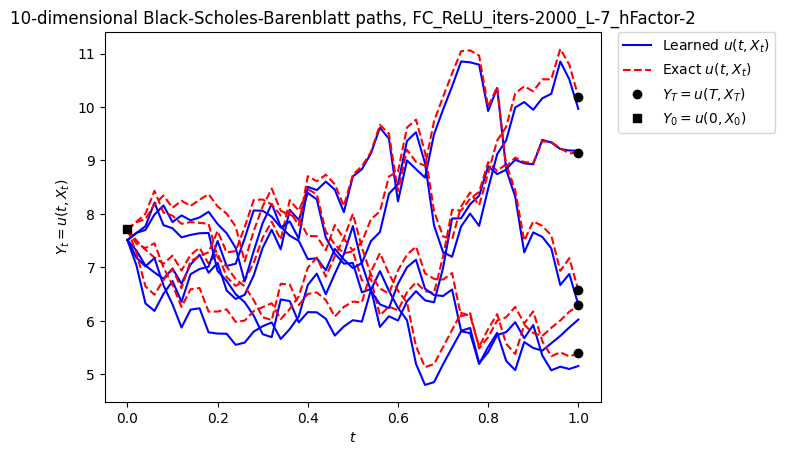 10-dimensional Black-Scholes-Barenblatt paths, FC_ReLU_iters-2000_L-7_hFactor-2
Learned u(t, X_t)
Exact u(t, X_t)
Y_T = u(T, X_T)
Y_0 = u(0, X_0)
Y_t = u(t, X_t)
11
10
9
8
7
6
5
0.0 0.2 0.4 0.6 0.8 1.0
t